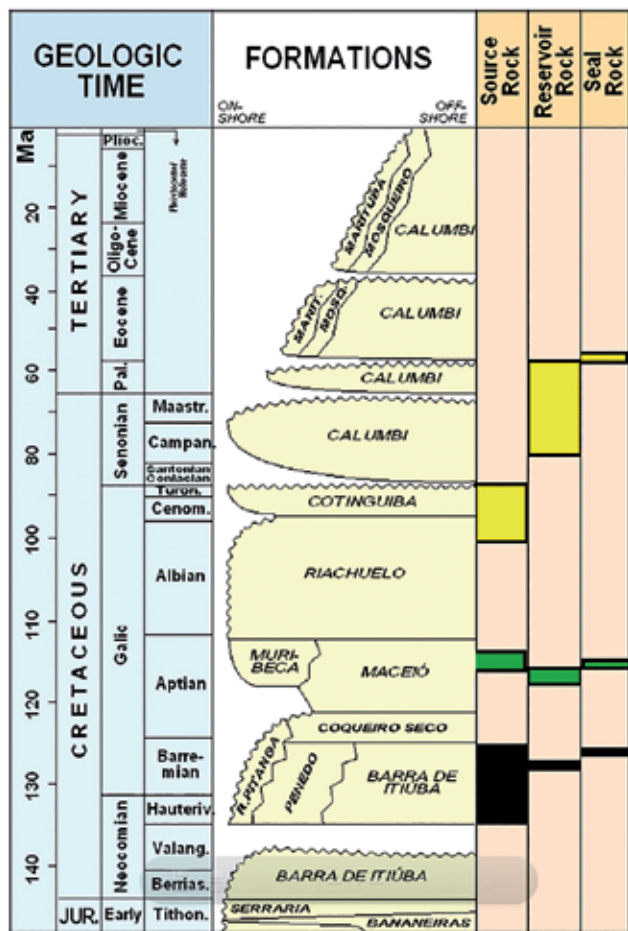 GEOLOGIC TIME
FORMATIONS
Source Rock
Reservoir Rock
Seal Rock
ON-SHORE
OFF-SHORE
Ma
20
40
60
80
100
110
120
130
140
TERTIARY
CRETACEOUS
JUR.
Plioc.
Miocene
Oligo-Cene
Eocene
Pal.
Senonian
Galic
Neocomian
Early
Pleistocene/Holocene
Maastr.
Campan.
Santonian
Coniacian
Turon.
Cenom.
Albian
Aptian
Barre-mian
Hauteriv.
Valang.
Berrias.
Tithon.
MARITUBA
MOSQUEIRO
CALUMBI
MARIT.
MOSQ.
CALUMBI
CALUMBI
CALUMBI
COTINGUIBA
RIACHUELO
MURI-BECA
MACEIÓ
COQUEIRO SECO
R.PITANGA
PENEDO
BARRA DE ITIÚBA
BARRA DE ITIÚBA
SERRARIA
BANANEIRAS